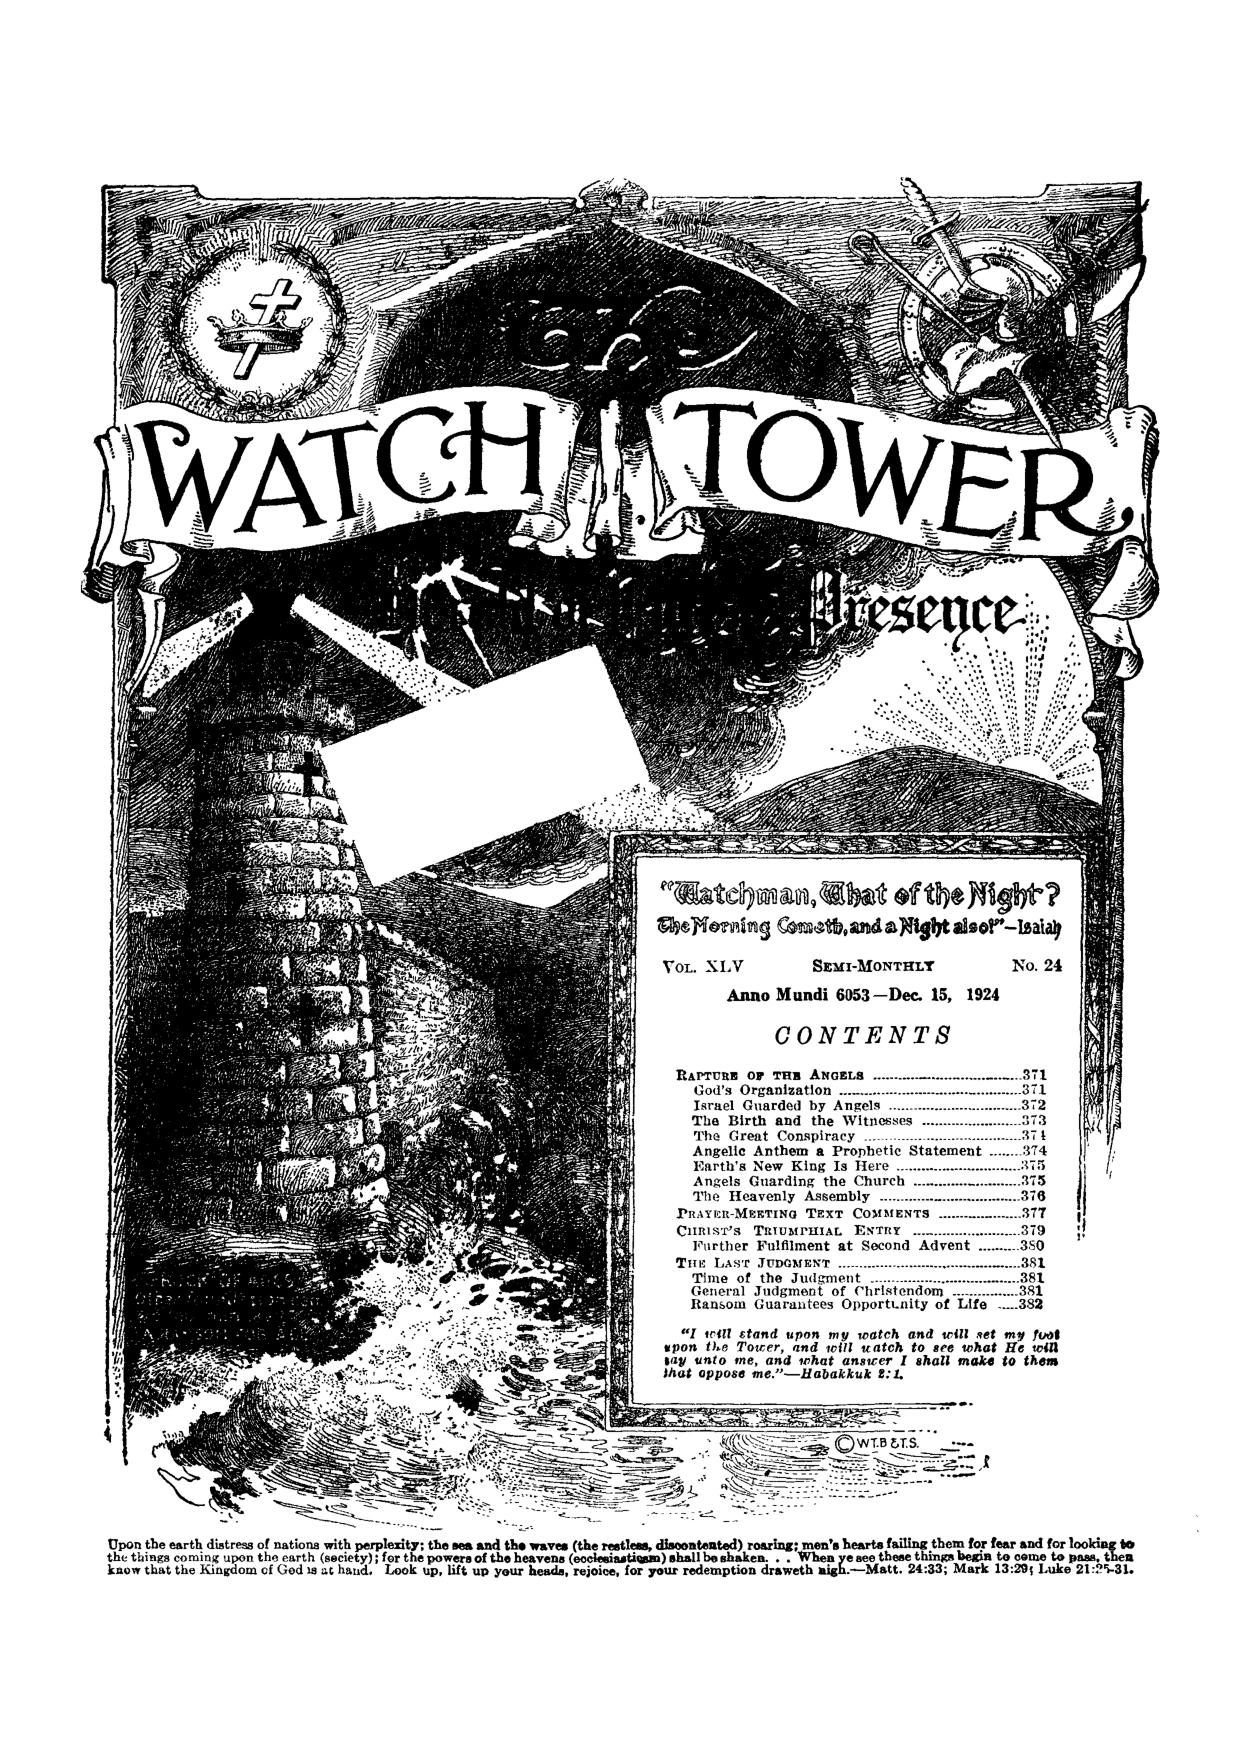 The
WATCH TOWER
Presence
"Watchman, What of the Night?
The Morning Cometh, and a Night also!"—Isaiah
VOL. XLV SEMI-MONTHLY No. 24
Anno Mundi 6053—Dec. 15, 1924
CONTENTS
RAPTURE OF THE ANGELS 371
God's Organization 371
Israel Guarded by Angels 372
The Birth and the Witnesses 373
The Great Conspiracy 374
Angelic Anthem a Prophetic Statement 374
Earth's New King Is Here 375
Angels Guarding the Church 375
The Heavenly Assembly 376
PRAYER-MEETING TEXT COMMENTS 377
CHRIST'S TRIUMPHIAL ENTRY 379
Further Fulfilment at Second Advent 380
THE LAST JUDGMENT 381
Time of the Judgment 381
General Judgment of Christendom 381
Ransom Guarantees Opportunity of Life 382
"I will stand upon my watch and will set my foot
upon the Tower, and will watch to see what He will
say unto me, and what answer I shall make to them
that oppose me."—Habakkuk 2:1.
©W.T.B & T.S.
Upon the earth distress of nations with perplexity; the sea and the waves (the restless, discontented) roaring; men's hearts failing them for fear and for looking to
the things coming upon the earth (society); for the powers of the heavens (ecclesiasticsm) shall be shaken. . . When ye see these things begin to come to pass, then
know that the Kingdom of God is at hand. Look up, lift up your heads, rejoice, for your redemption draweth nigh.—Matt. 24:33; Mark 13:29; Luke 21:25-31.